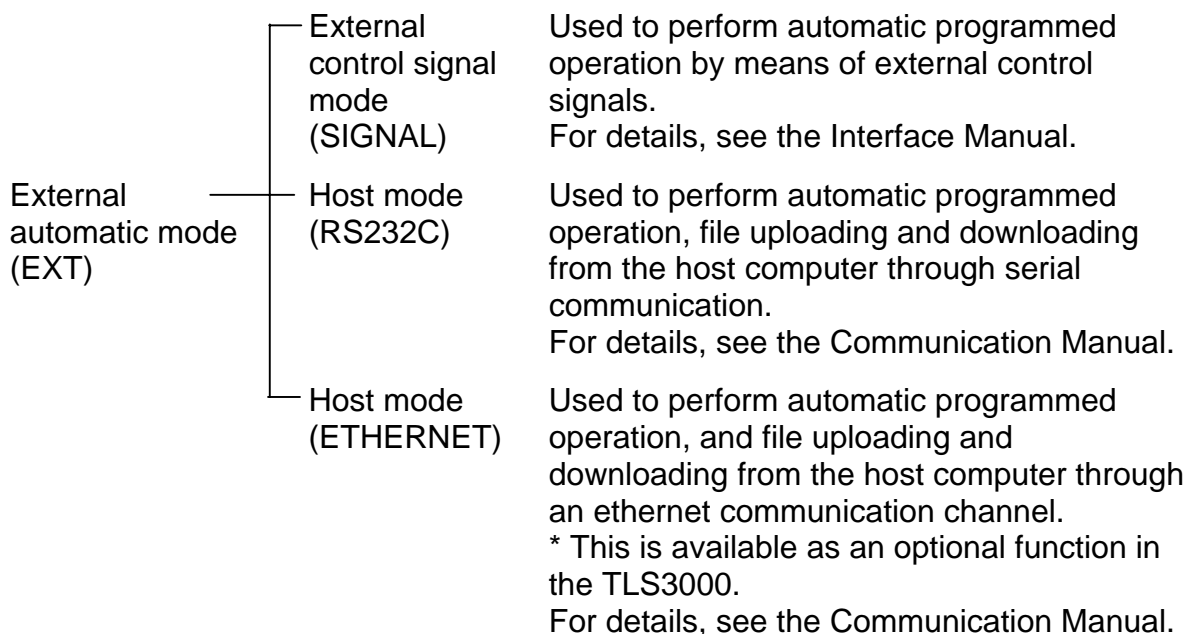 External
automatic mode
(EXT)
External
control signal
mode
(SIGNAL)
Used to perform automatic programmed
operation by means of external control
signals.
For details, see the Interface Manual.
Host mode
(RS232C)
Used to perform automatic programmed
operation, file uploading and downloading
from the host computer through serial
communication.
For details, see the Communication Manual.
Host mode
(ETHERNET)
Used to perform automatic programmed
operation, and file uploading and
downloading from the host computer through
an ethernet communication channel.
* This is available as an optional function in
the TLS3000.
For details, see the Communication Manual.